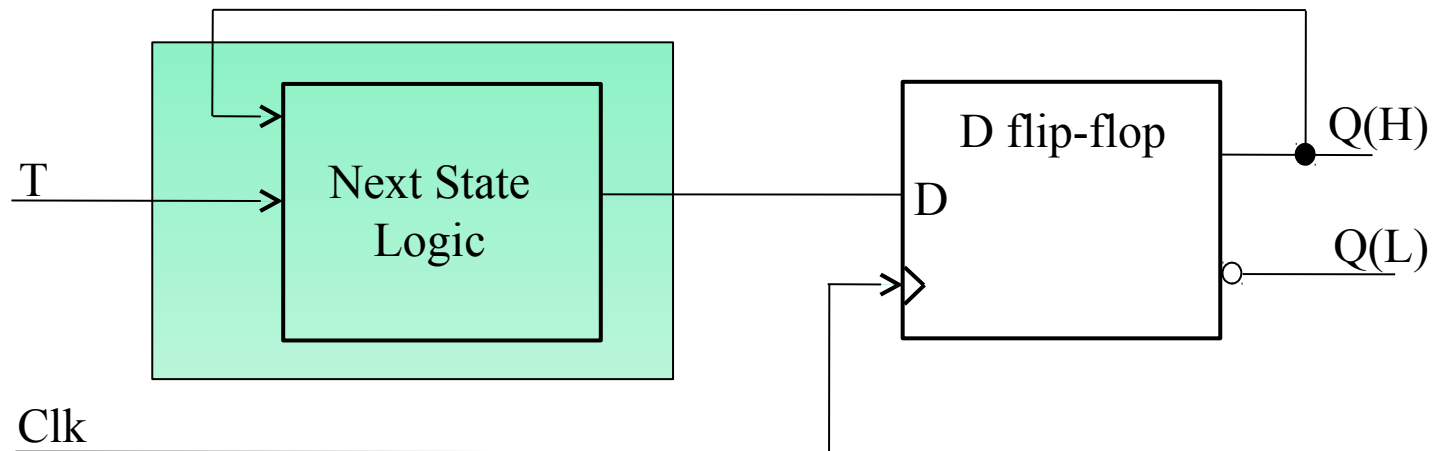 D flip-flop
Q(H)
T
Next State
Logic
D
Q(L)
Clk